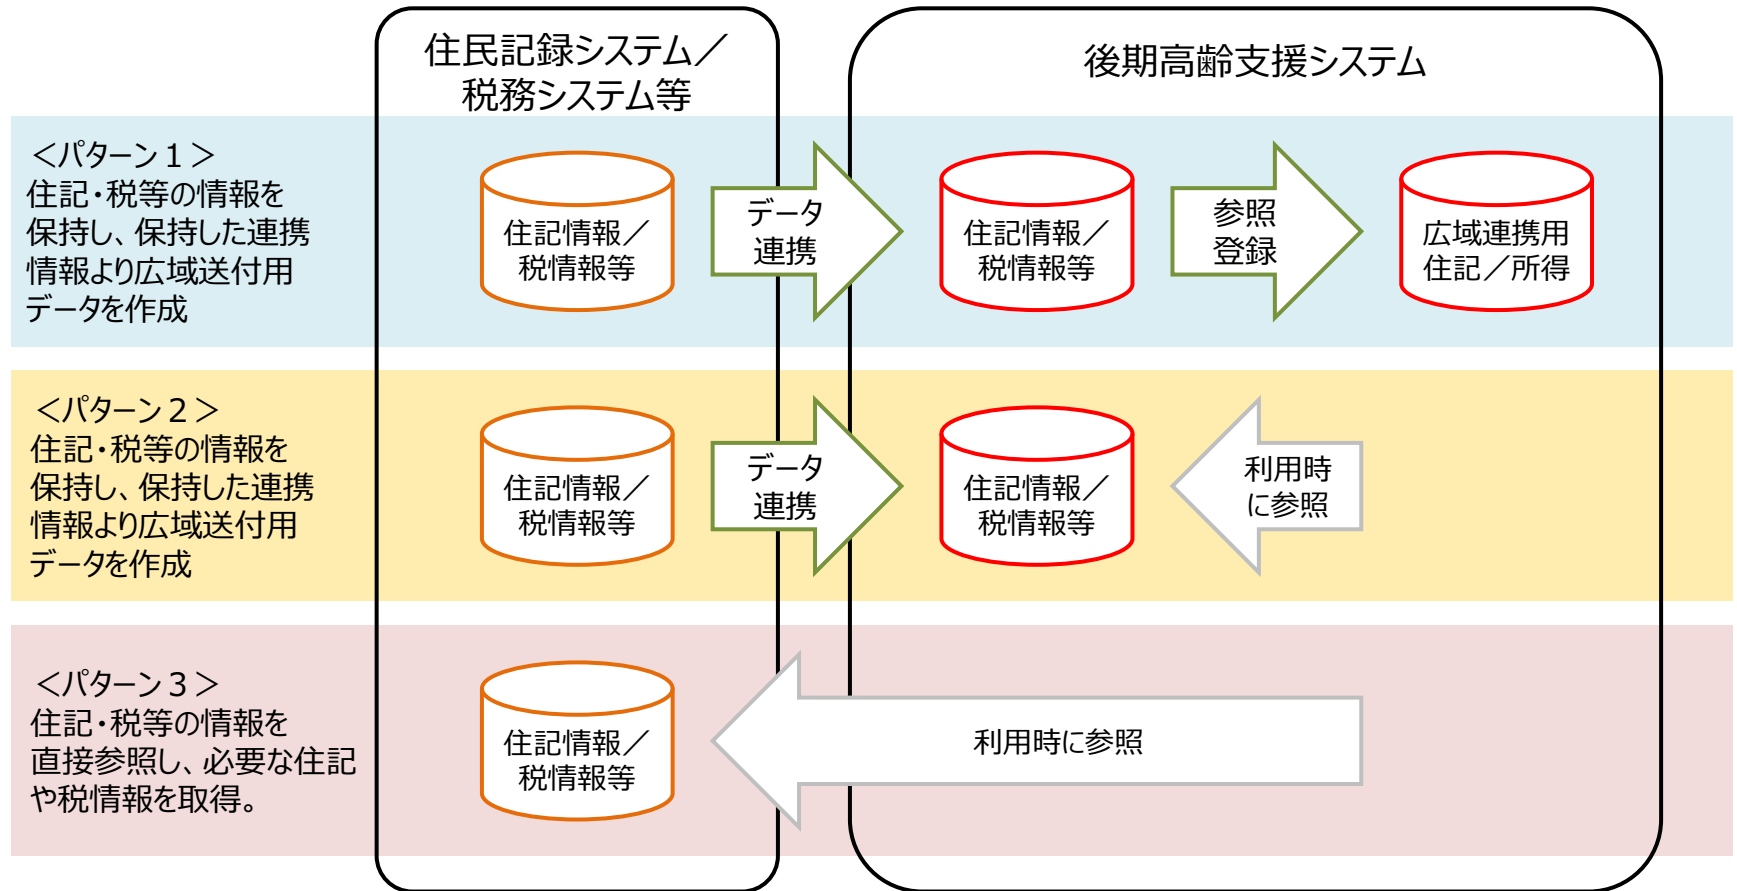 住民記録システム／
税務システム等
後期高齢支援システム
＜パターン１＞
住記・税等の情報を
保持し、保持した連携
情報より広域送付用
データを作成
住記情報／
税情報等
データ
連携
住記情報／
税情報等
参照
登録
広域連携用
住記／所得
＜パターン２＞
住記・税等の情報を
保持し、保持した連携
情報より広域送付用
データを作成
住記情報／
税情報等
データ
連携
住記情報／
税情報等
利用時
に参照
＜パターン３＞
住記・税等の情報を
直接参照し、必要な住記
や税情報を取得。
住記情報／
税情報等
利用時に参照